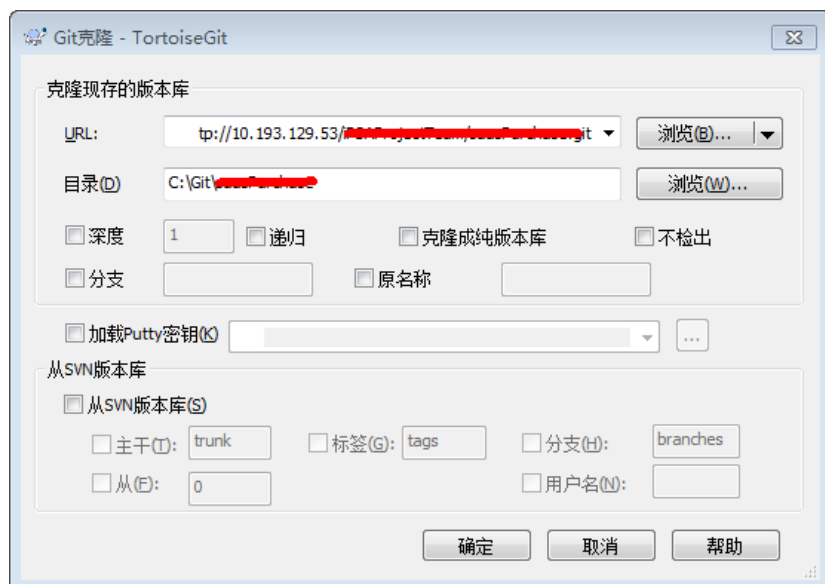 Git克隆 - TortoiseGit
克隆现存的版本库
URL: tp://10.193.129.53/ git 浏览(B)...
目录(D) C:\Git\ 浏览(W)...
深度 1 递归 克隆成纯版本库 不检出
分支 原名称
加载Putty密钥(K) ...
从SVN版本库
从SVN版本库(S)
主干(T): trunk 标签(G): tags 分支(H): branches
从(F): 0 用户名(N):
确定 取消 帮助